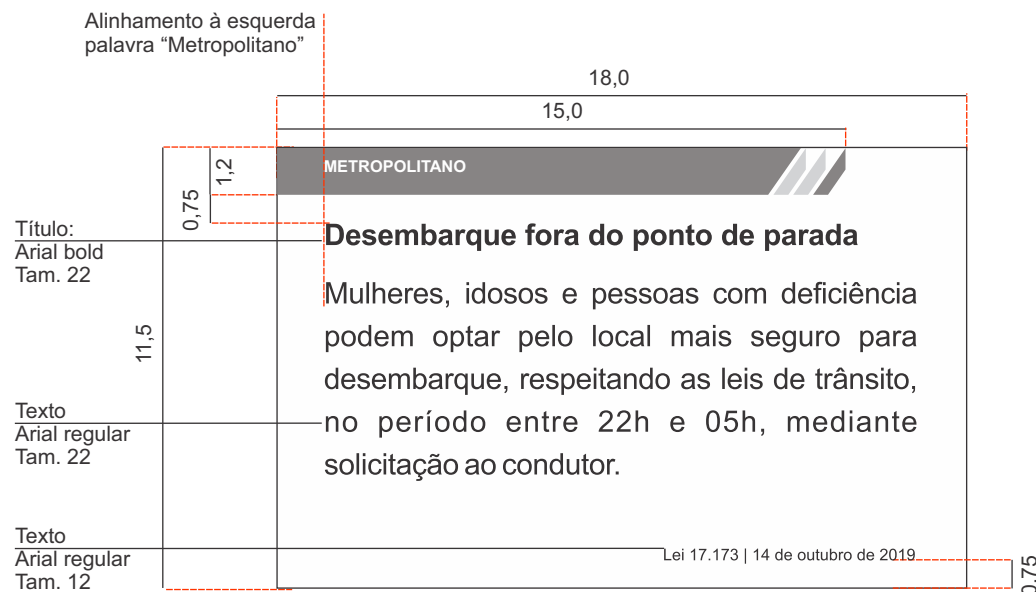 Alinhamento à esquerda
palavra “Metropolitano”
18,0
15,0
1,2
METROPOLITANO
0,75
Título:
Arial bold
Tam. 22
Desembarque fora do ponto de parada
Mulheres, idosos e pessoas com deficiência
podem optar pelo local mais seguro para
desembarque, respeitando as leis de trânsito,
no período entre 22h e 05h, mediante
solicitação ao condutor.
11,5
Texto
Arial regular
Tam. 22
Texto
Arial regular
Tam. 12
Lei 17.173 | 14 de outubro de 2019
0,75